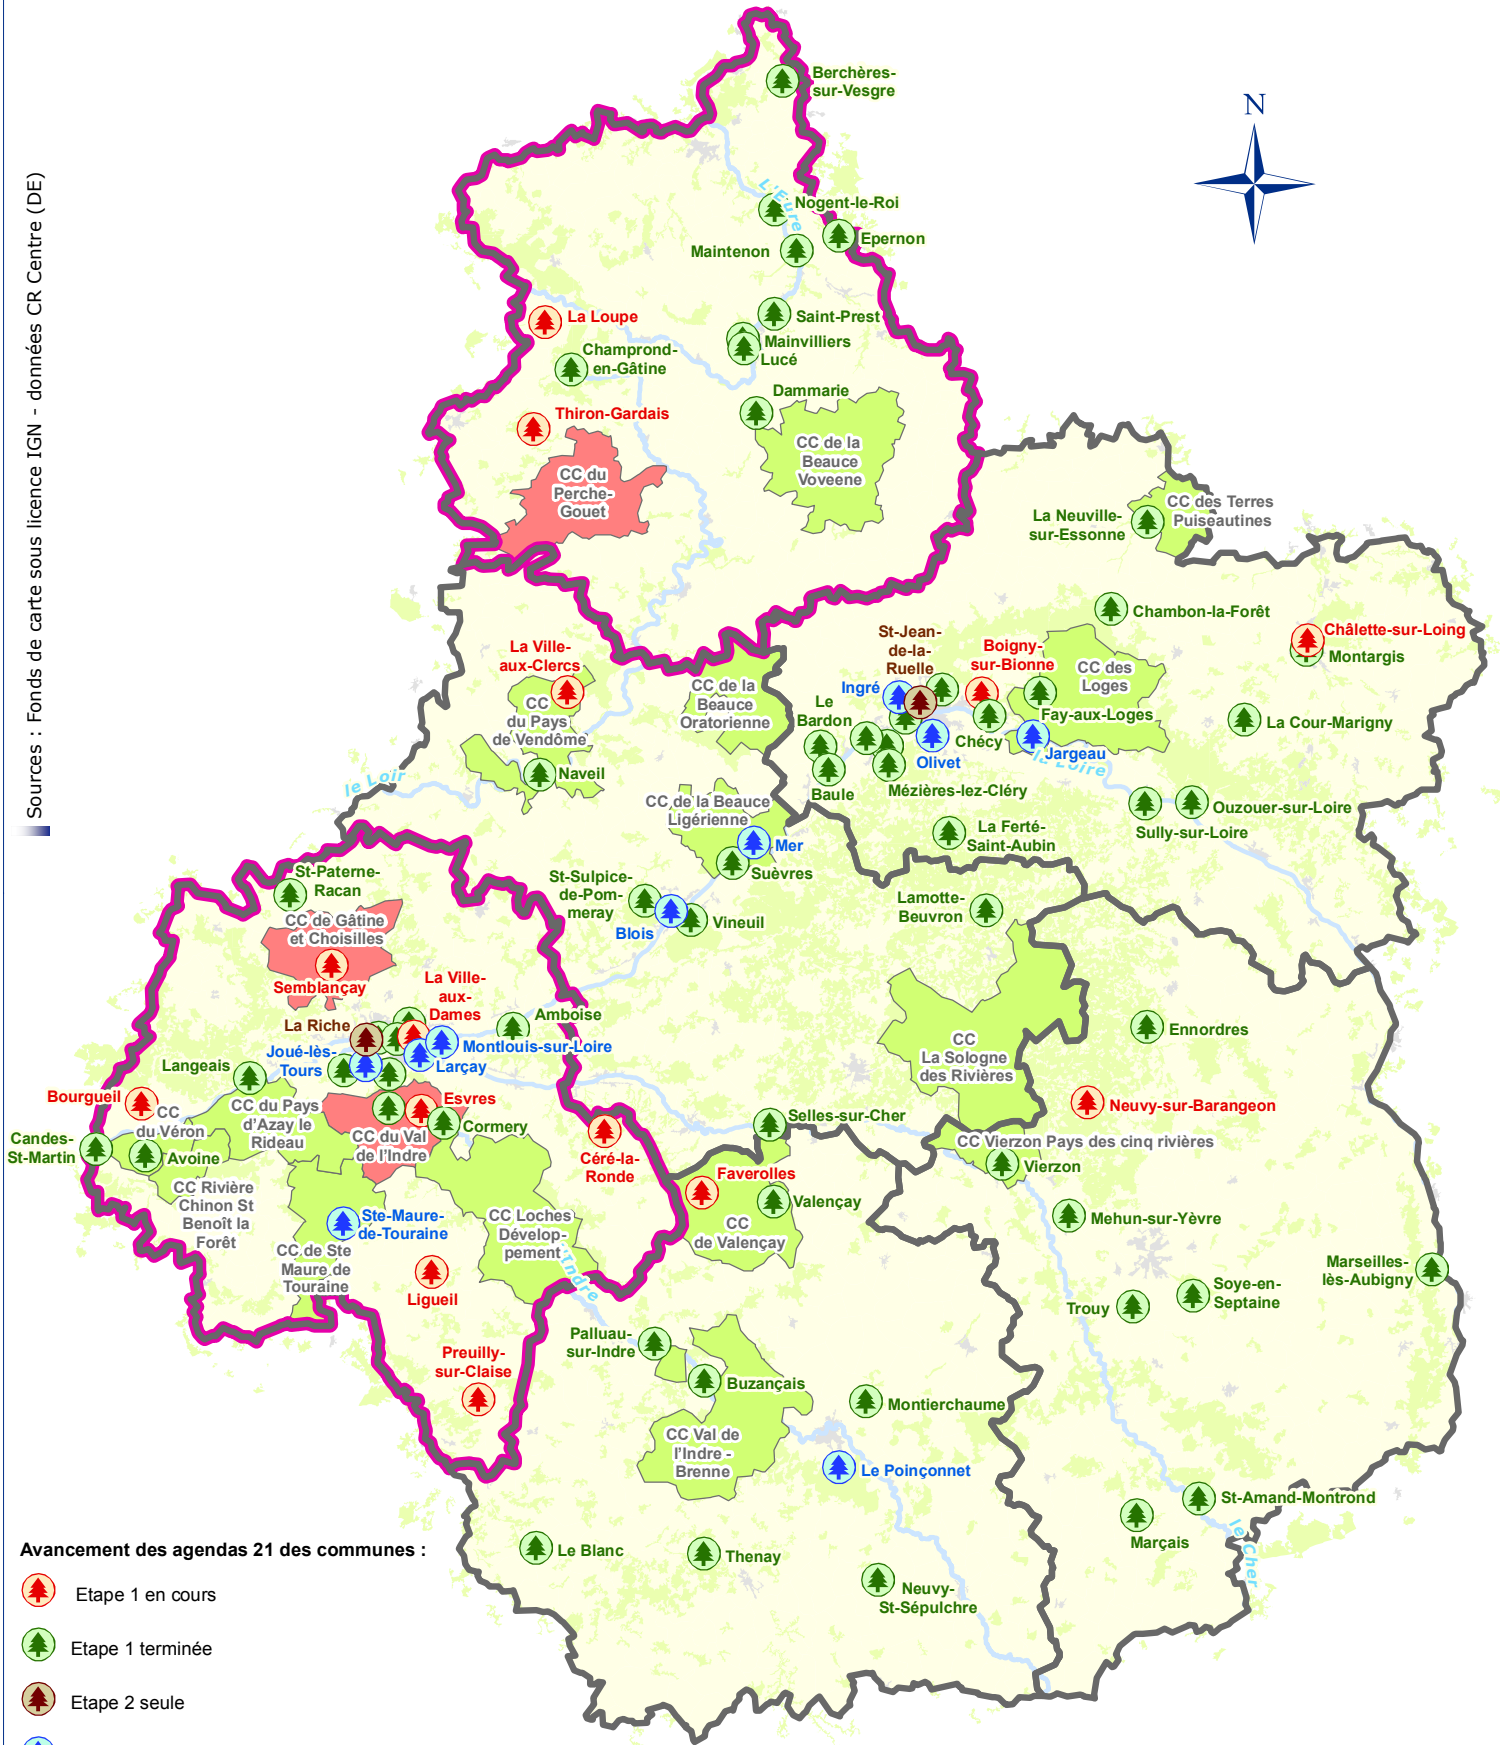 Sources : Fonds de carte sous licence IGN - données CR Centre (DE)
N
Berchères-
sur-Vesgre
L'Eure
Nogent-le-Roi
Epernon
Maintenon
La Loupe
Saint-Prest
Champrond-
en-Gâtine
Mainvilliers
Lucé
Dammarie
Thiron-Gardais
CC de la
Beauce
Voveene
CC du
Perche-
Gouet
CC des Terres
Puiseautines
La Neuville-
sur-Essonne
Chambon-la-Forêt
Châlette-sur-Loing
Montargis
St-Jean-
de-la-
Ruelle
Boigny-
sur-Bionne
CC des
Loges
La Ville-
aux-Clercs
CC
du Pays
de Vendôme
CC de la
Beauce
Oratorienne
Ingré
Le
Bardon
Fay-aux-Loges
La Cour-Marigny
Chécy
Olivet
Jargeau
la Loire
Naveil
le Loir
Baule
Mézières-lez-Cléry
CC de la Beauce
Ligérienne
Ouzouer-sur-Loire
Sully-sur-Loire
La Ferté-
Saint-Aubin
Mer
Suèvres
St-Paterne-
Racan
St-Sulpice-
de-Pom-
meray
Blois
Vineuil
Lamotte-
Beuvron
CC de Gâtine
et Choisilles
Semblançay
La Ville-
aux-
Dames
La Riche
Amboise
Montlouis-sur-Loire
Joué-lès-
Tours
Larçay
Langeais
Ennordres
CC
La Sologne
des Rivières
Bourgueil
CC
du Véron
CC du Pays
d'Azay le
Rideau
Esvres
Cormery
CC du Val
de l'Indre
Neuvy-sur-Barangeon
Selles-sur-Cher
Candes-
St-Martin
Avoine
Céré-la-
Ronde
CC Vierzon Pays des cinq rivières
Vierzon
CC Rivière
Chinon St
Benoît la
Forêt
Faverolles
Valençay
CC
de Valençay
Ste-Maure-
de-Touraine
CC Loches
Dévelop-
pement
Mehun-sur-Yèvre
CC de Ste
Maure de
Touraine
l'Indre
Ligueil
Marseilles-
lès-Aubigny
Soye-en-
Septaine
Trouy
Palluau-
sur-Indre
Preuilly-
sur-Claise
Buzançais
Montierchaume
CC Val de
l'Indre -
Brenne
Le Poinçonnet
St-Amand-Montrond
Marçais
le Cher
Le Blanc
Thenay
Neuvy-
St-Sépulchre
Avancement des agendas 21 des communes :
Etape 1 en cours
Etape 1 terminée
Etape 2 seule